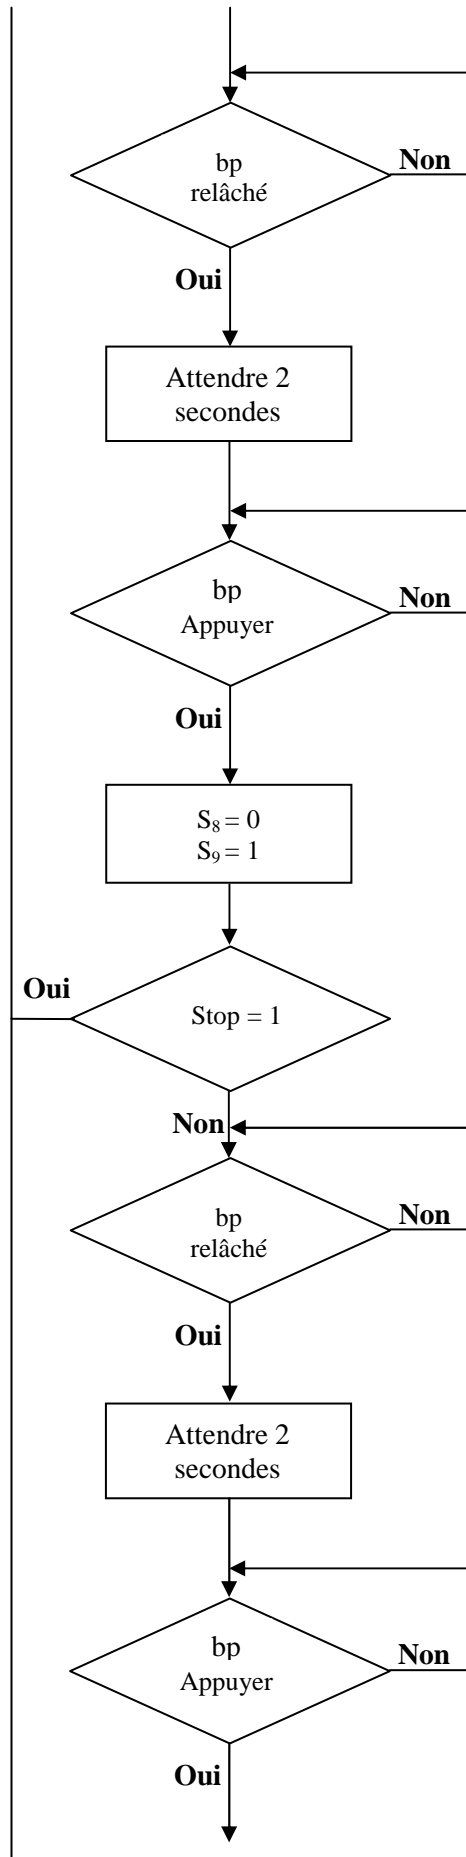 bp
relâché
Non
Oui
Attendre 2
secondes
bp
Appuyer
Non
Oui
S₈ = 0
S₉ = 1
Oui
Stop = 1
Non
bp
relâché
Non
Oui
Attendre 2
secondes
bp
Appuyer
Non
Oui